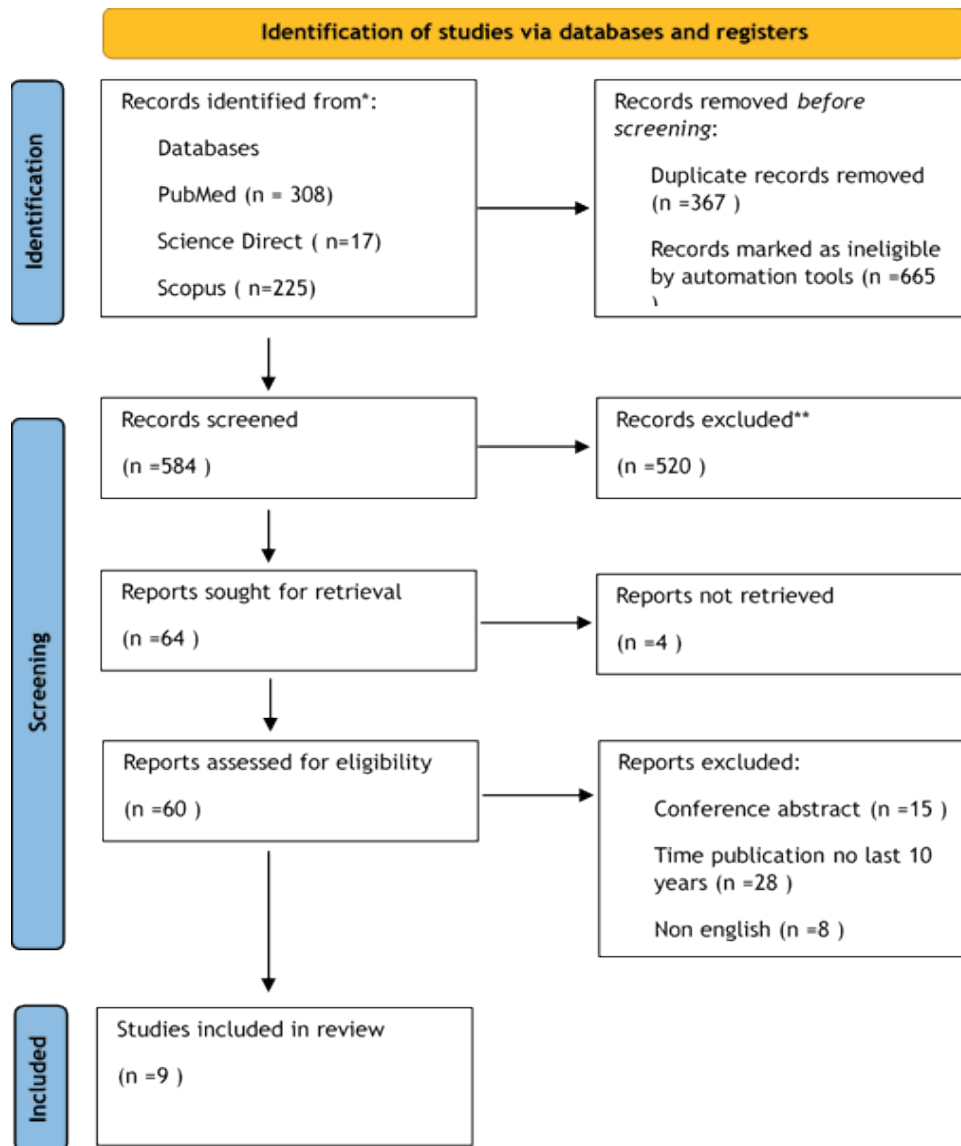 Identification of studies via databases and registers
Identification
Records identified from*:
Databases
PubMed (n = 308)
Science Direct ( n=17)
Scopus ( n=225)
Records removed before
screening:
Duplicate records removed
(n =367 )
Records marked as ineligible
by automation tools (n =665
)
Screening
Records screened
(n =584 )
Records excluded**
(n =520 )
Reports sought for retrieval
(n =64 )
Reports not retrieved
(n =4 )
Reports assessed for eligibility
(n =60 )
Reports excluded:
Conference abstract (n =15 )
Time publication no last 10
years (n =28 )
Non english (n =8 )
Included
Studies included in review
(n =9 )